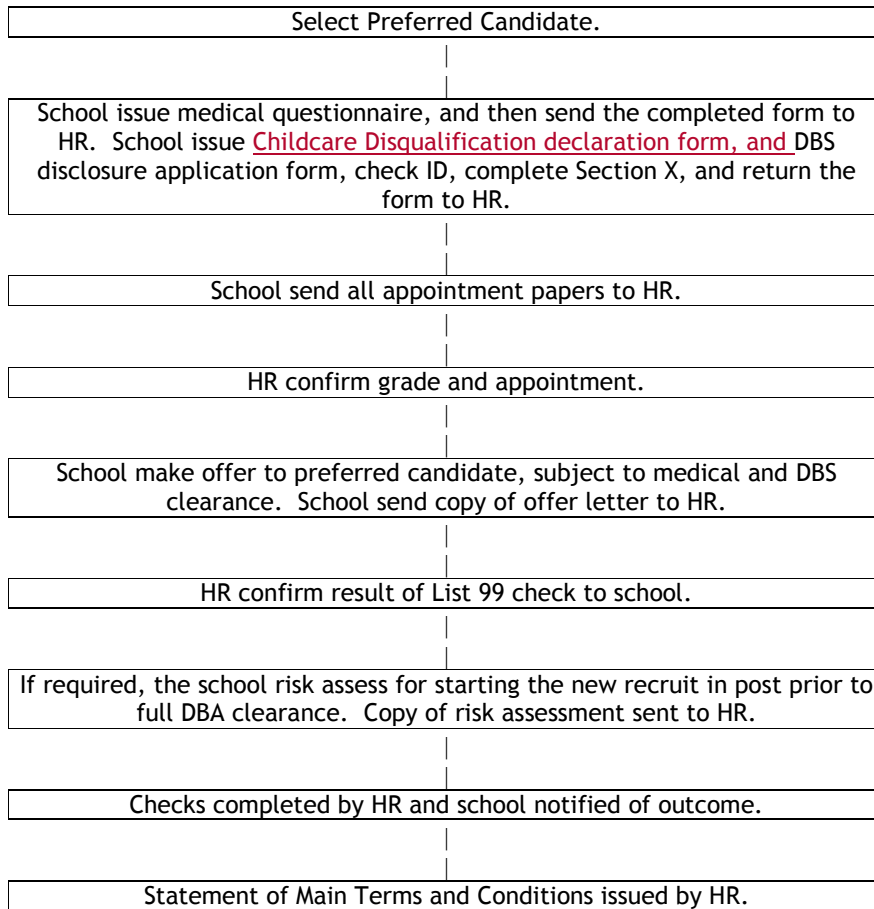 Select Preferred Candidate.
School issue medical questionnaire, and then send the completed form to
HR. School issue Childcare Disqualification declaration form, and DBS
disclosure application form, check ID, complete Section X, and return the
form to HR.
School send all appointment papers to HR.
HR confirm grade and appointment.
School make offer to preferred candidate, subject to medical and DBS
clearance. School send copy of offer letter to HR.
HR confirm result of List 99 check to school.
If required, the school risk assess for starting the new recruit in post prior to
full DBA clearance. Copy of risk assessment sent to HR.
Checks completed by HR and school notified of outcome.
Statement of Main Terms and Conditions issued by HR.